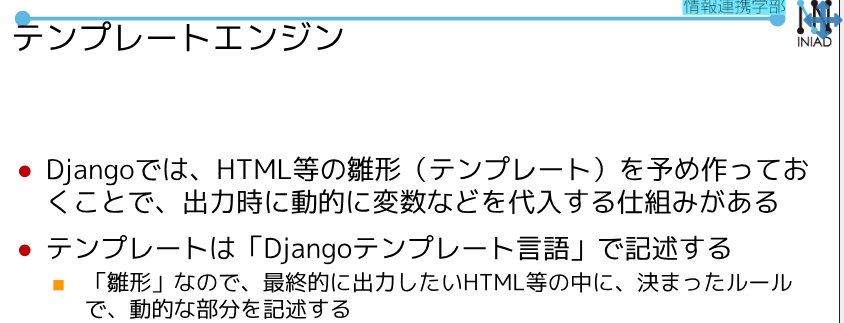 情報連携学部
INIAD
テンプレートエンジン
Djangoでは、HTML等の雛形（テンプレート）を予め作ってお
くことで、出力時に動的に変数などを代入する仕組みがある
テンプレートは「Djangoテンプレート言語」で記述する
「雛形」なので、最終的に出力したいHTML等の中に、決まったルール
で、動的な部分を記述する